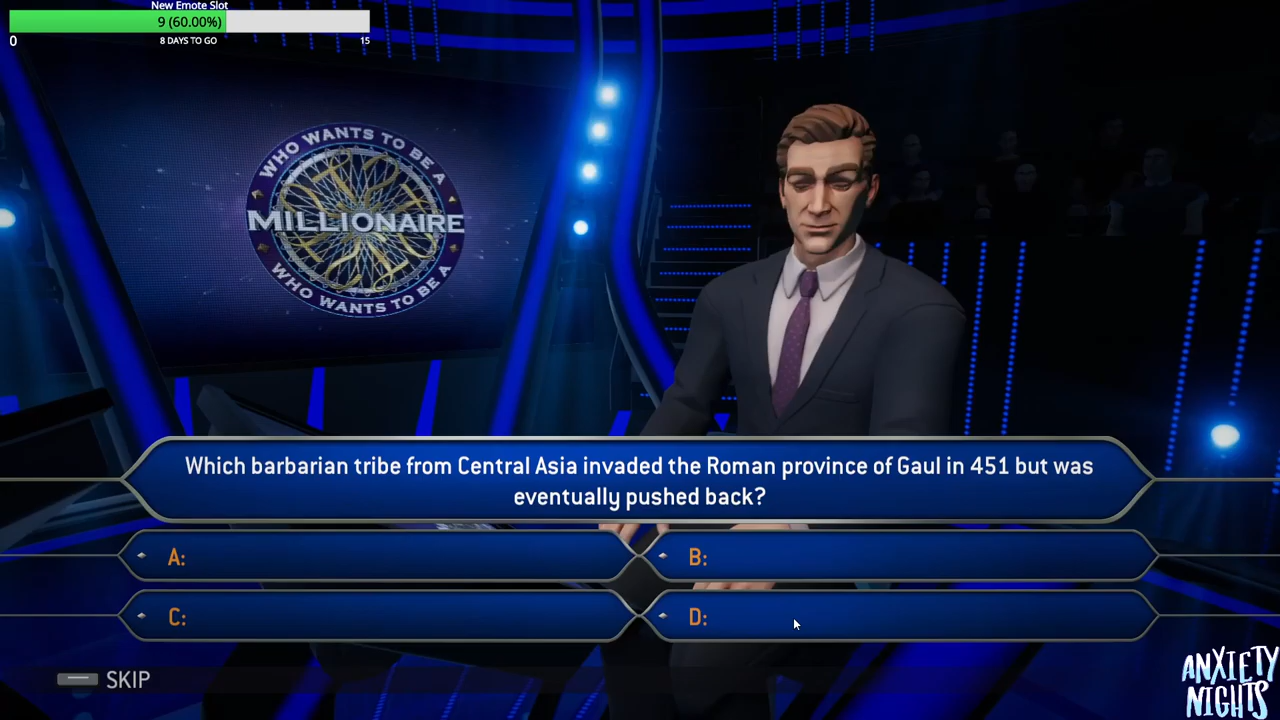 New Emote Slot
9 (60.00%)
0
8 DAYS TO GO
15
WHO WANTS TO BE A
MILLIONAIRE
WHO WANTS TO BE A
Which barbarian tribe from Central Asia invaded the Roman province of Gaul in 451 but was
eventually pushed back?
A:
B:
C:
D:
SKIP
ANXIETY
NIGHTS